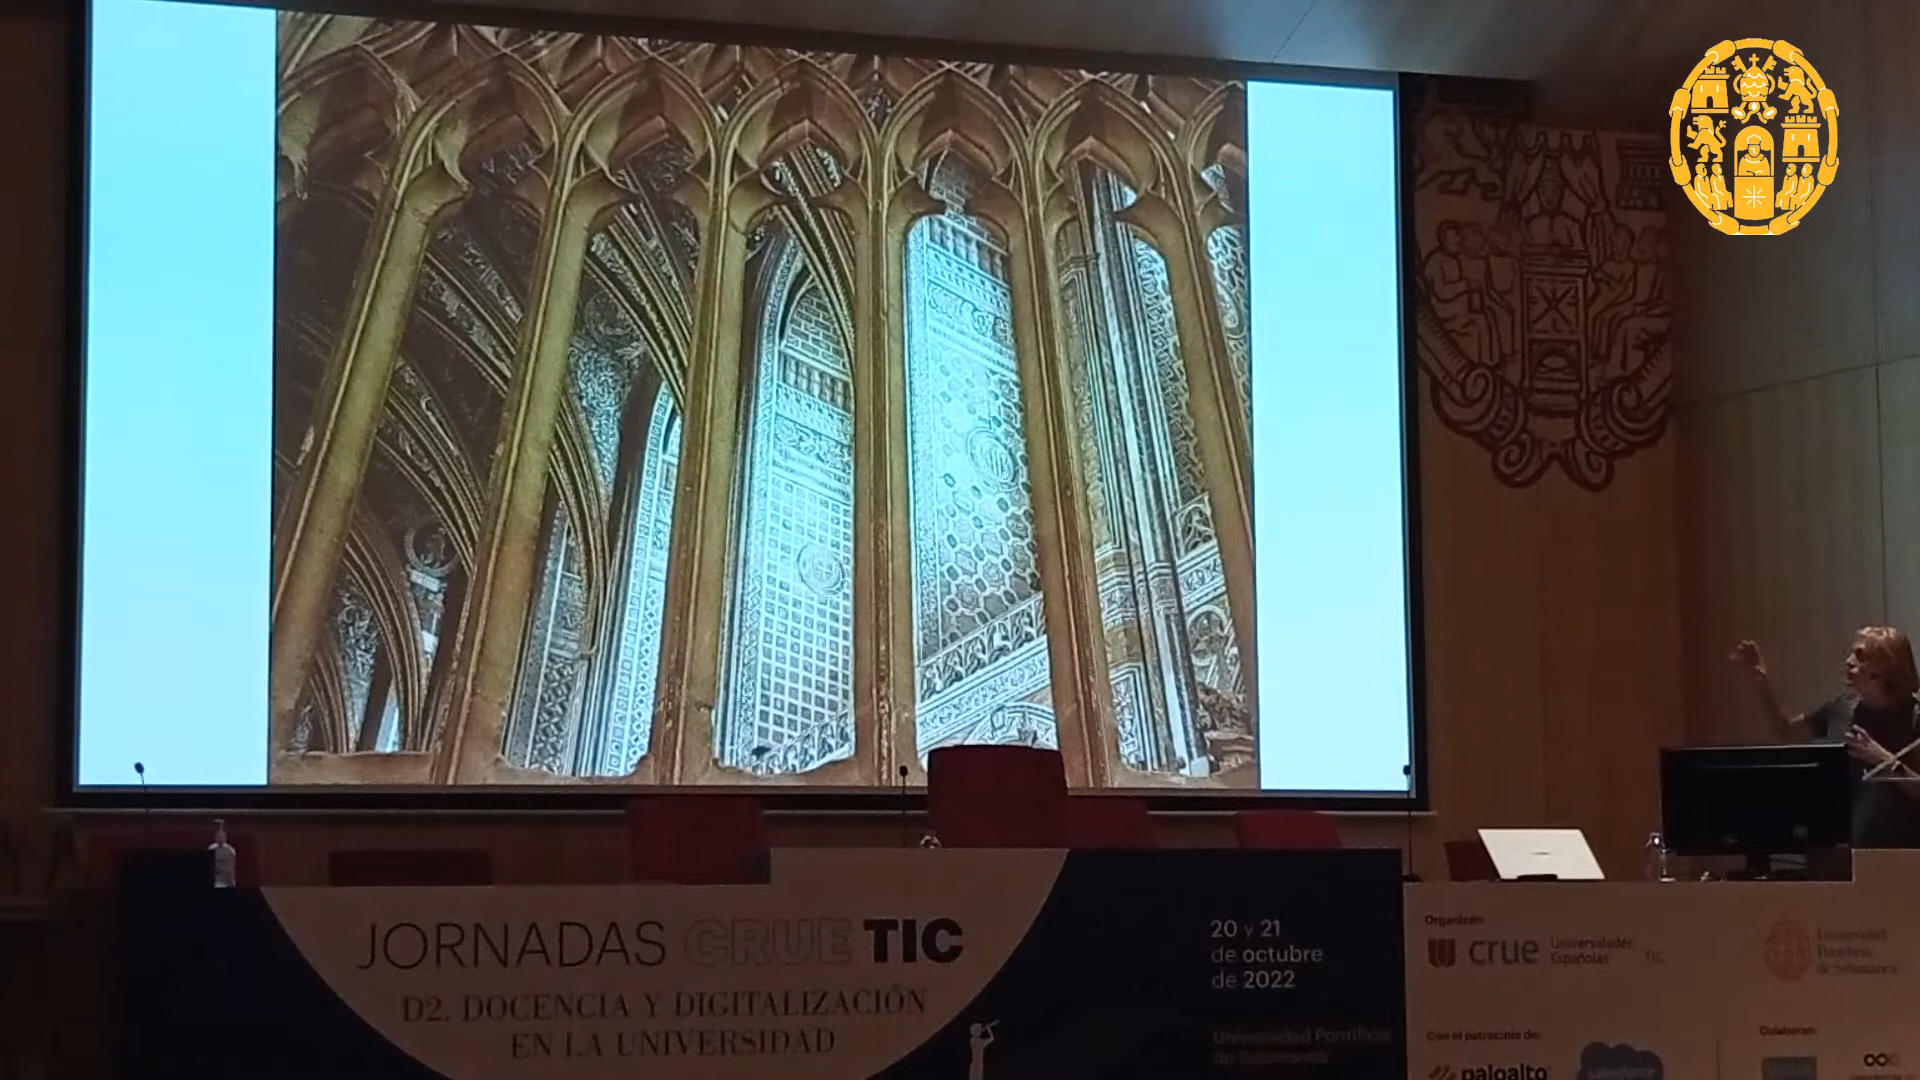 JORNADAS CRUE TIC
D2. DOCENCIA Y DIGITALIZACIÓN
EN LA UNIVERSIDAD
20 y 21
de octubre
de 2022
Universidad Pontificia
de Salamanca
Organizan:
crue Universidades
Españolas TIC
Universidad
Pontificia
de Salamanca
Con el patrocinio de:
paloalto
salesforce
Colaboran: